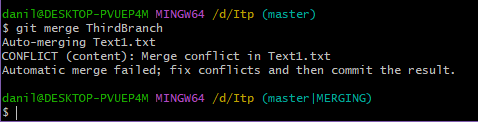 danil@DESKTOP-PVUEP4M MINGW64 /d/Itp (master)
$ git merge ThirdBranch
Auto-merging Text1.txt
CONFLICT (content): Merge conflict in Text1.txt
Automatic merge failed; fix conflicts and then commit the result.
danil@DESKTOP-PVUEP4M MINGW64 /d/Itp (master|MERGING)
$